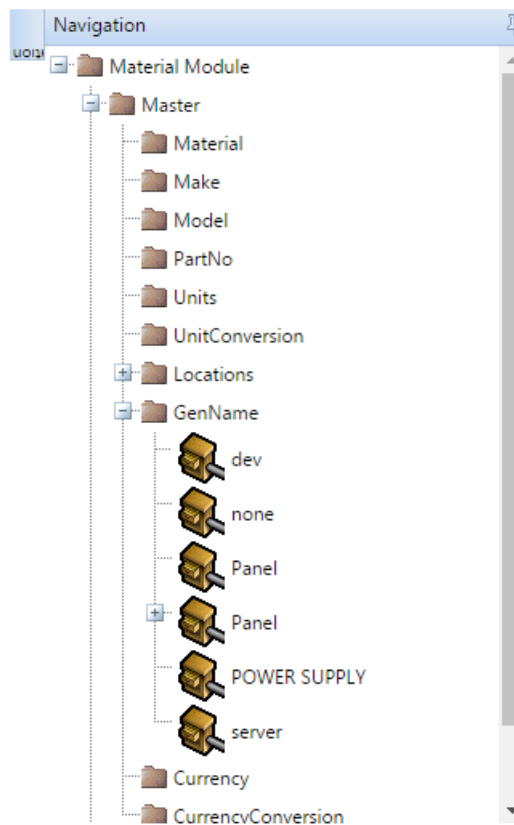 Navigation
Material Module
Master
Material
Make
Model
PartNo
Units
UnitConversion
Locations
GenName
dev
none
Panel
Panel
POWER SUPPLY
server
Currency
CurrencyConversion